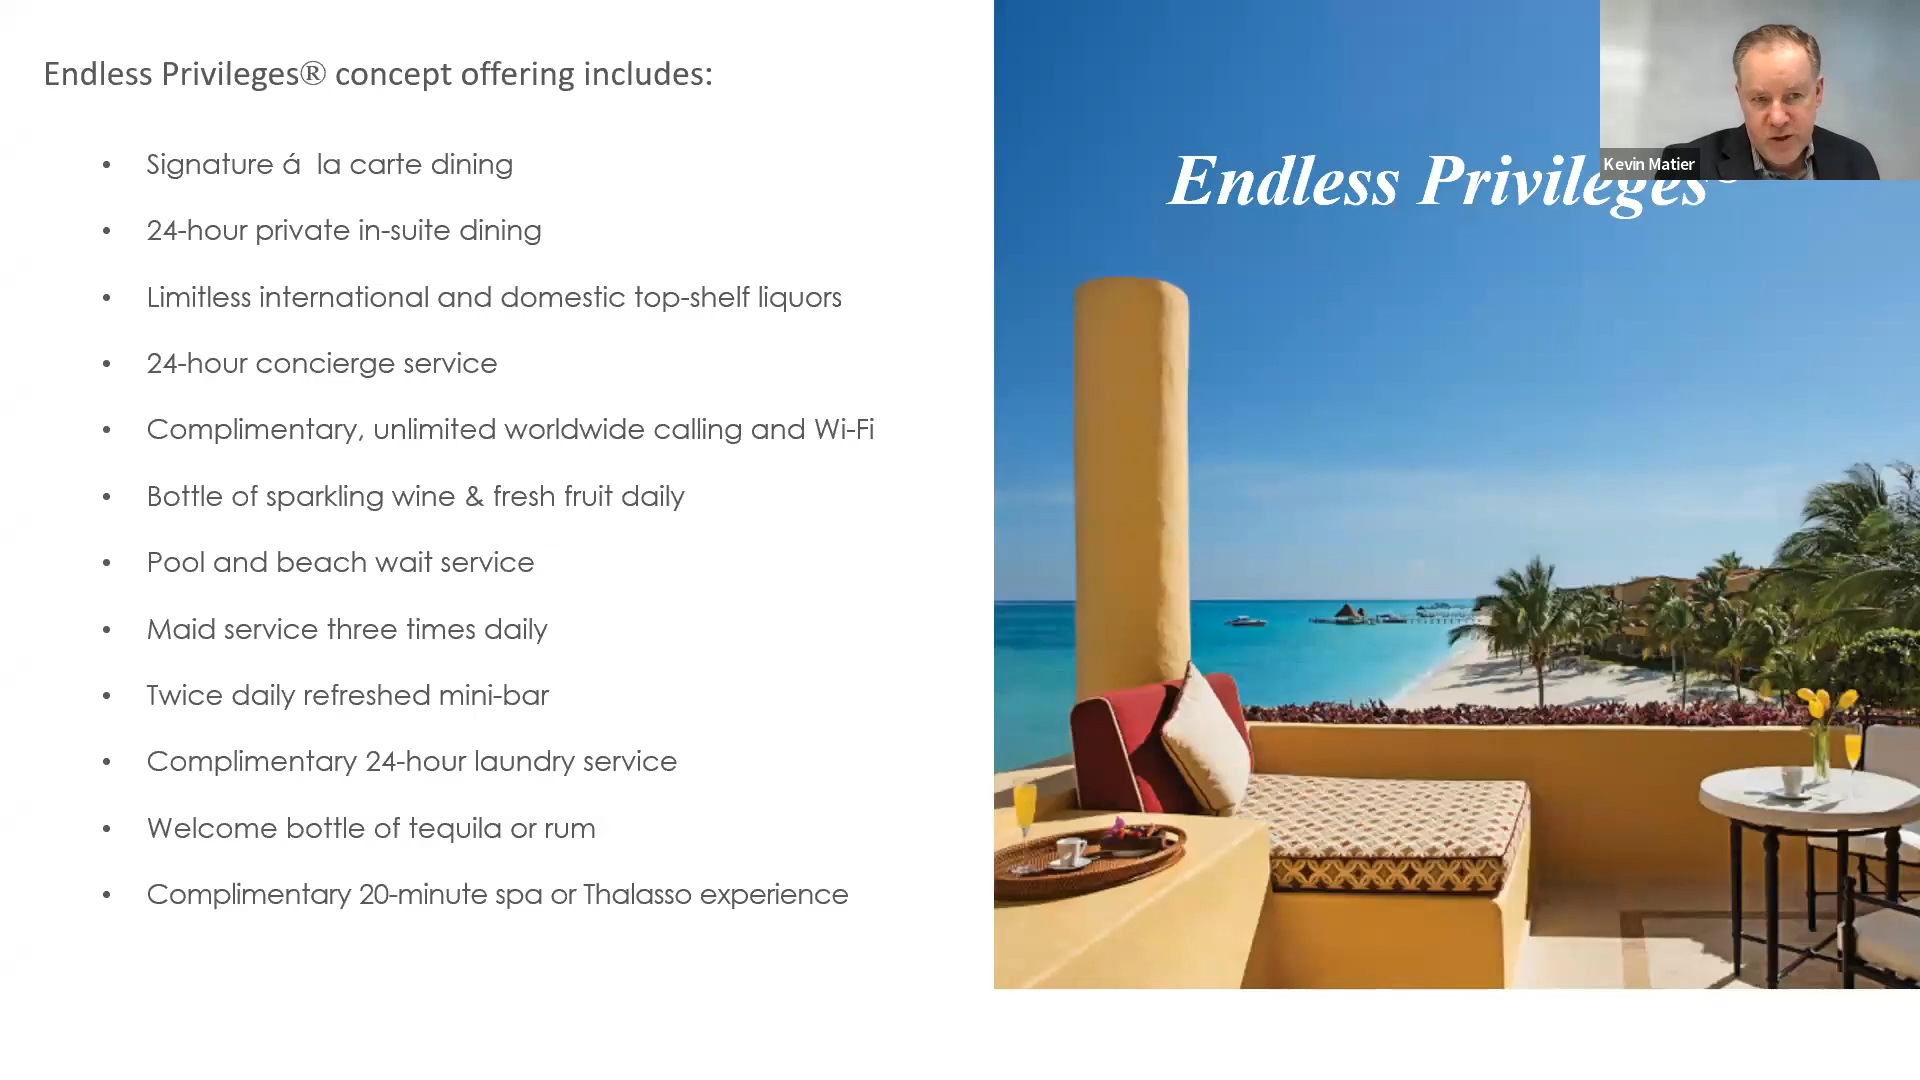 Endless Privileges® concept offering includes:
• Signature á  la carte dining
• 24-hour private in-suite dining
• Limitless international and domestic top-shelf liquors
• 24-hour concierge service
• Complimentary, unlimited worldwide calling and Wi-Fi
• Bottle of sparkling wine & fresh fruit daily
• Pool and beach wait service
• Maid service three times daily
• Twice daily refreshed mini-bar
• Complimentary 24-hour laundry service
• Welcome bottle of tequila or rum
• Complimentary 20-minute spa or Thalasso experience
Kevin Matier
Endless Privileges®